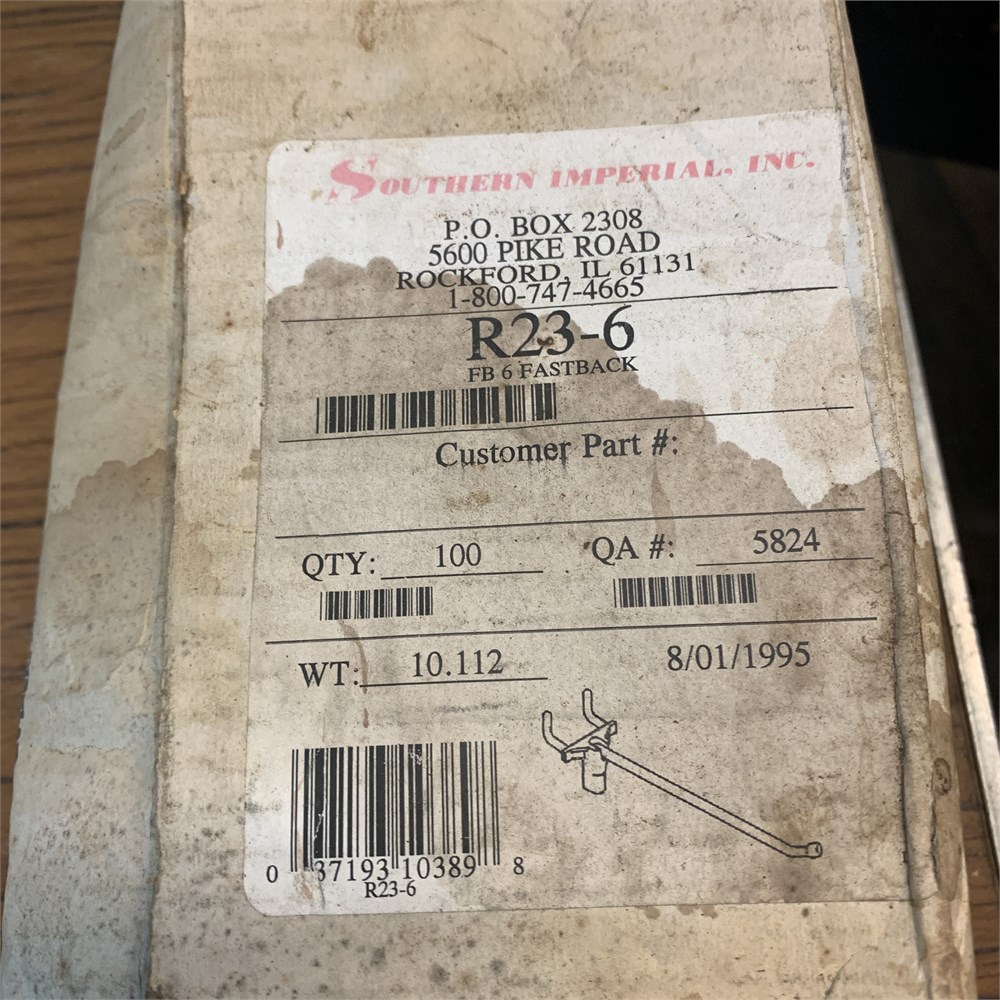 SOUTHERN IMPERIAL, INC.
P.O. BOX 2308
5600 PIKE ROAD
ROCKFORD, IL 61131
1-800-747-4665
R23-6
FB 6 FASTBACK
Customer Part #:
QTY: 100 QA #: 5824
WT: 10.112 8/01/1995
0 37193 10389 8
R23-6